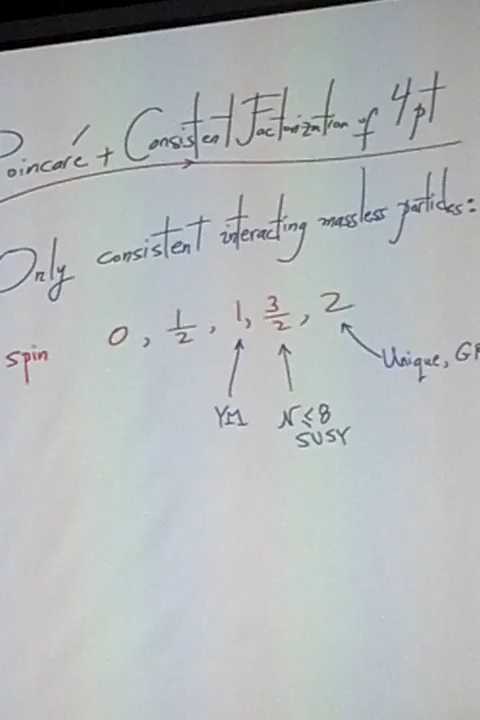 Poincaré + Consistent Factorization of 4pt
Only consistent interacting massless particles:
spin 0, 1/2, 1, 3/2, 2
Unique, GR
YM N≤8
SUSY